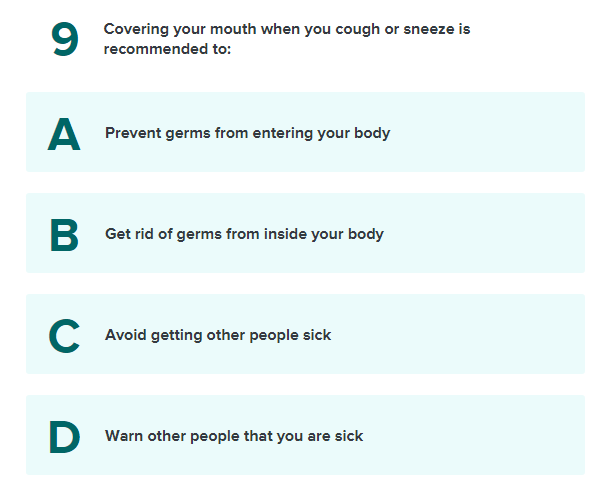 9
Covering your mouth when you cough or sneeze is
recommended to:
A
Prevent germs from entering your body
B
Get rid of germs from inside your body
C
Avoid getting other people sick
D
Warn other people that you are sick